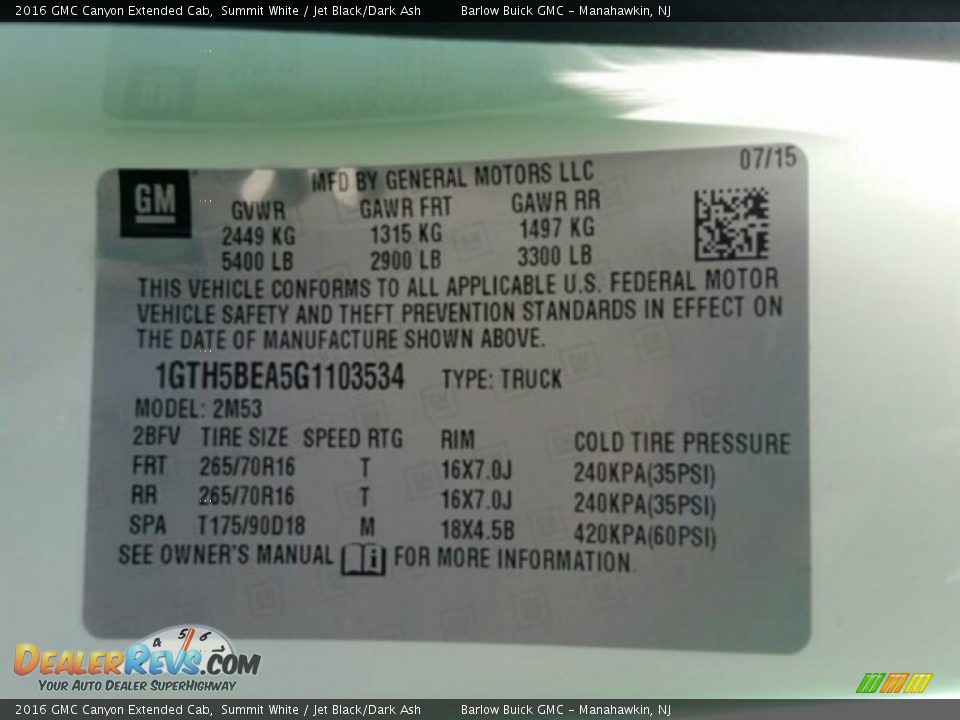 2016 GMC Canyon Extended Cab, Summit White / Jet Black/Dark Ash Barlow Buick GMC - Manahawkin, NJ
07/15
GM MFD BY GENERAL MOTORS LLC
GVWR GAWR FRT GAWR RR
2449 KG 1315 KG 1497 KG
5400 LB 2900 LB 3300 LB
THIS VEHICLE CONFORMS TO ALL APPLICABLE U.S. FEDERAL MOTOR
VEHICLE SAFETY AND THEFT PREVENTION STANDARDS IN EFFECT ON
THE DATE OF MANUFACTURE SHOWN ABOVE.
1GTH5BEA5G1103534 TYPE: TRUCK
MODEL: 2M53
2BFV TIRE SIZE SPEED RTG RIM COLD TIRE PRESSURE
FRT 265/70R16 T 16X7.0J 240KPA(35PSI)
RR 265/70R16 T 16X7.0J 240KPA(35PSI)
SPA T175/90D18 M 18X4.5B 420KPA(60PSI)
SEE OWNER'S MANUAL i FOR MORE INFORMATION.
4 5 6
DEALERREVS.COM
YOUR AUTO DEALER SUPERHIGHWAY
2016 GMC Canyon Extended Cab, Summit White / Jet Black/Dark Ash Barlow Buick GMC - Manahawkin, NJ